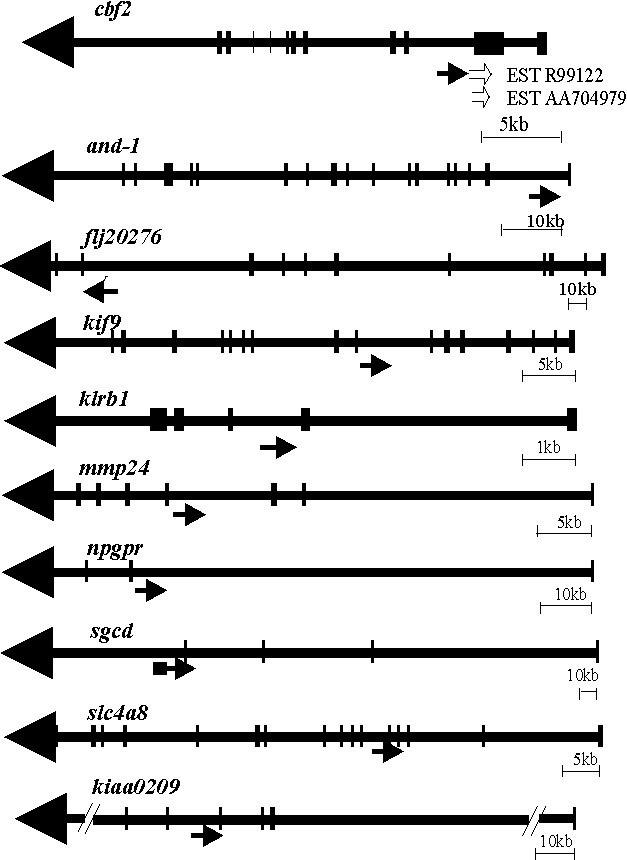 cbf2
EST R99122
EST AA704979
5kb
and-1
10kb
flj20276
10kb
kif9
5kb
klrb1
1kb
mmp24
5kb
npgpr
10kb
sgcd
10kb
slc4a8
5kb
kiaa0209
10kb